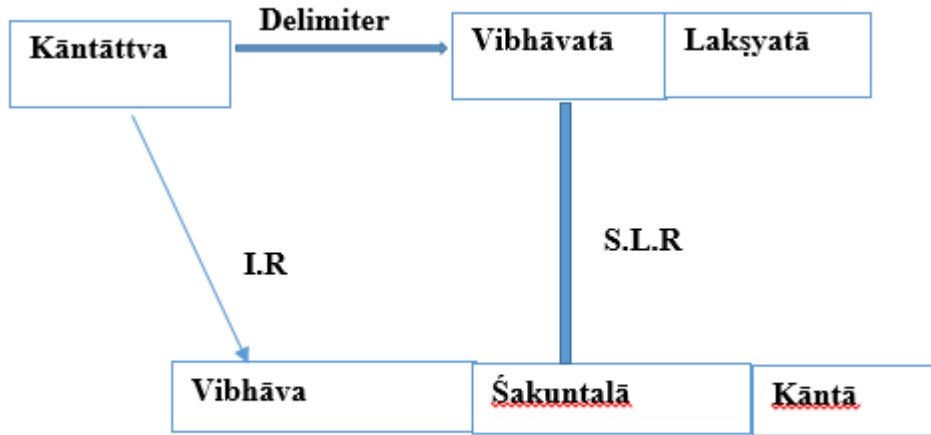 Delimiter
Kāntāttva
Vibhāvatā
Lakṣyatā
S.L.R
I.R
Vibhāva
Śakuntalā
Kāntā